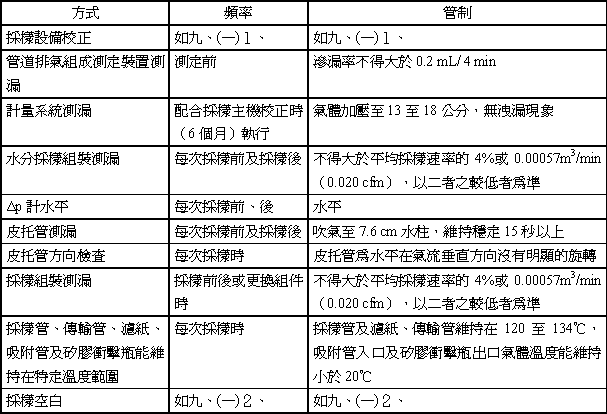 方式 頻率 管制
採樣設備校正 如九、(一)１、 如九、(一)１、
管道排氣組成測定裝置測 測定前 滲漏率不得大於 0.2 mL/ 4 min
漏
計量系統測漏 配合採樣主機校正時 氣體加壓至 13 至 18 公分，無洩漏現象
（6 個月）執行
水分採樣組裝測漏 每次採樣前及採樣後 不得大於平均採樣速率的 4%或 0.00057m³/min
（0.020 cfm），以二者之較低者為準
Δp 計水平 每次採樣前、後 水平
皮托管測漏 每次採樣前及採樣後 吹氣至 7.6 cm 水柱，維持穩定 15 秒以上
皮托管方向檢查 每次採樣時 皮托管為水平在氣流垂直方向沒有明顯的旋轉
採樣組裝測漏 採樣前後或更換組件 不得大於平均採樣速率的 4%或 0.00057m³/min
時 （0.020 cfm），以二者之較低者為準
採樣管、傳輸管、濾紙、 每次採樣時 採樣管及濾紙、傳輸管維持在 120 至 134℃，
吸附管及矽膠衝擊瓶能維 吸附管入口及矽膠衝擊瓶出口氣體溫度能維持
持在特定溫度範圍 小於 20℃
採樣空白 如九、(一)２、 如九、(一)２、